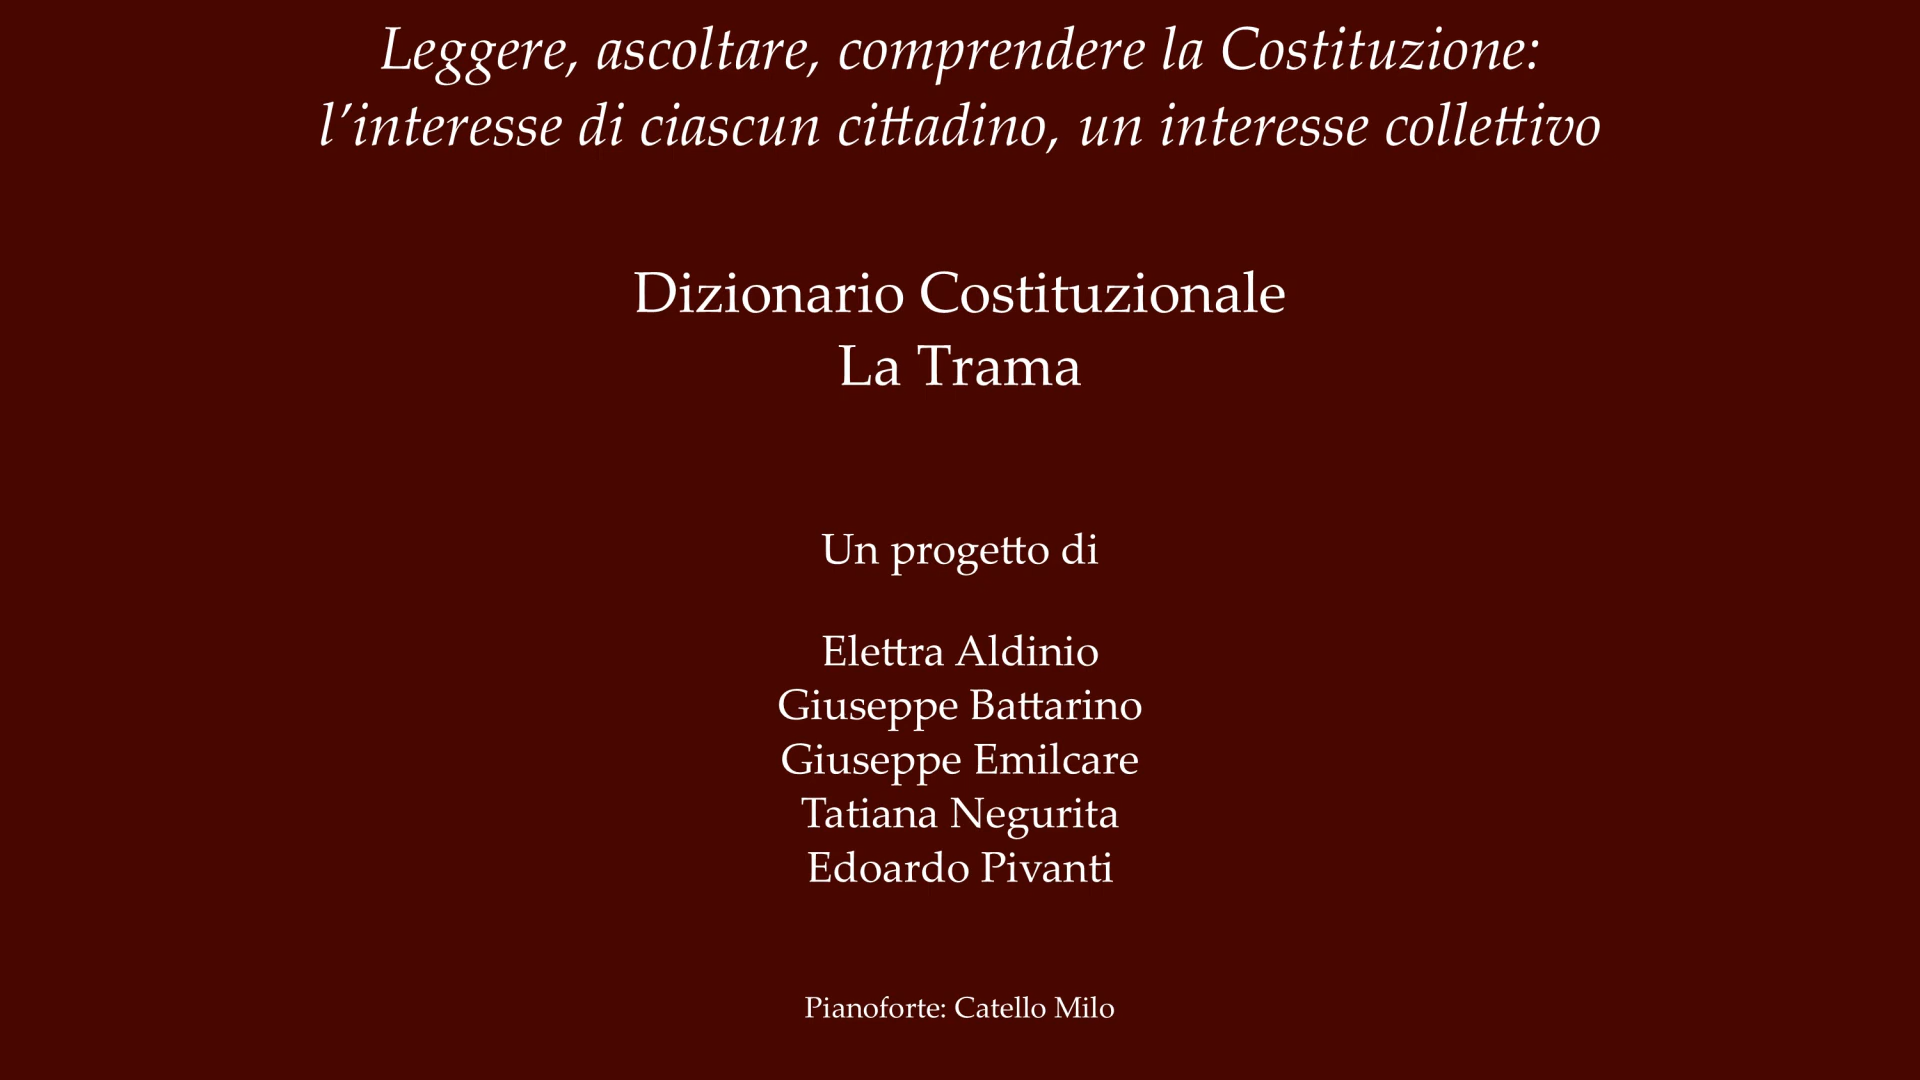 Leggere, ascoltare, comprendere la Costituzione:
l’interesse di ciascun cittadino, un interesse collettivo
Dizionario Costituzionale
La Trama
Un progetto di
Elettra Aldinio
Giuseppe Battarino
Giuseppe Emilcare
Tatiana Negurita
Edoardo Pivanti
Pianoforte: Catello Milo